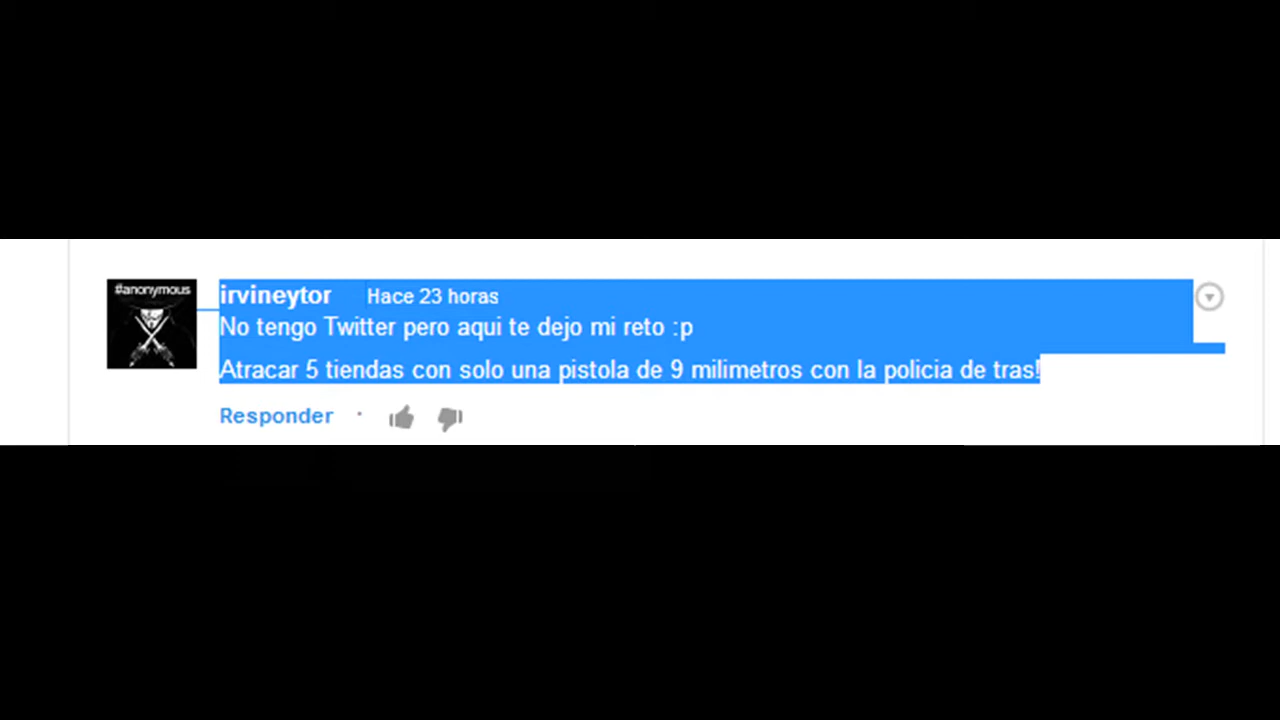 #anonymous
irvineytor Hace 23 horas
No tengo Twitter pero aqui te dejo mi reto :p
Atracar 5 tiendas con solo una pistola de 9 milimetros con la policia de tras!
Responder ·